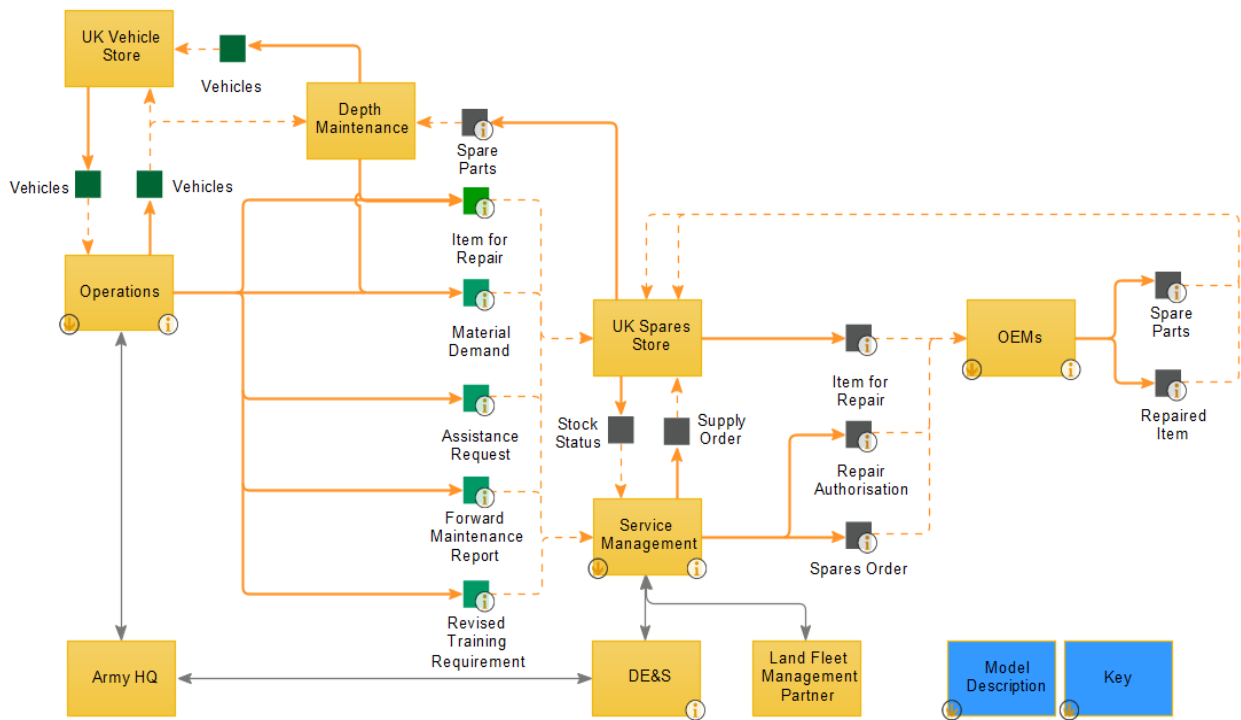 UK Vehicle
Store
Vehicles
Depth
Maintenance
Spare
Parts
Vehicles
Vehicles
Item for
Repair
Operations
Material
Demand
UK Spares
Store
OEMs
Spare
Parts
Item for
Repair
Repaired
Item
Assistance
Request
Stock
Status
Supply
Order
Repair
Authorisation
Forward
Maintenance
Report
Service
Management
Spares Order
Revised
Training
Requirement
Army HQ
DE&S
Land Fleet
Management
Partner
Model
Description
Key